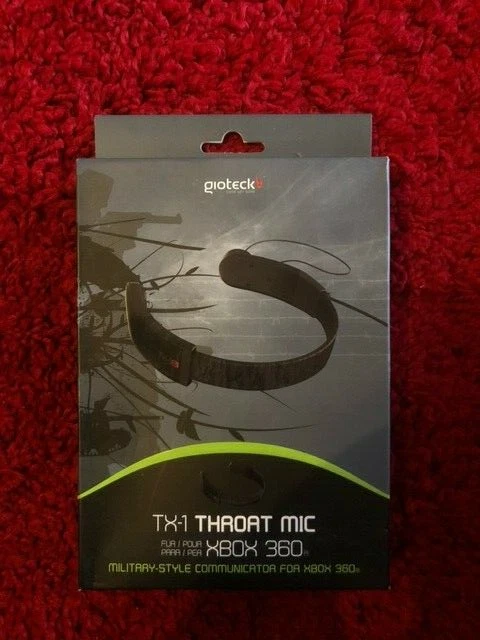 gioteck
TX-1 THROAT MIC
FÜR / POUR
PARA / PER
XBOX 360
MILITARY-STYLE COMMUNICATOR FOR XBOX 360